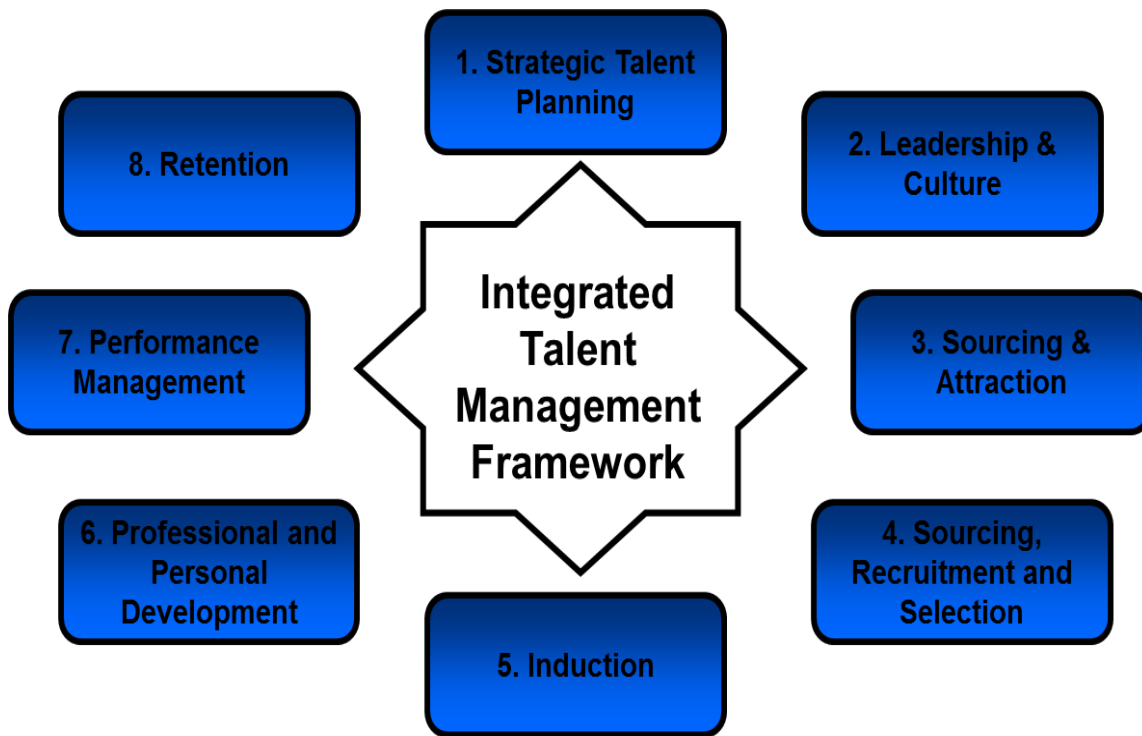 1. Strategic Talent
Planning
2. Leadership &
Culture
3. Sourcing &
Attraction
4. Sourcing,
Recruitment and
Selection
5. Induction
6. Professional and
Personal
Development
7. Performance
Management
8. Retention
Integrated
Talent
Management
Framework